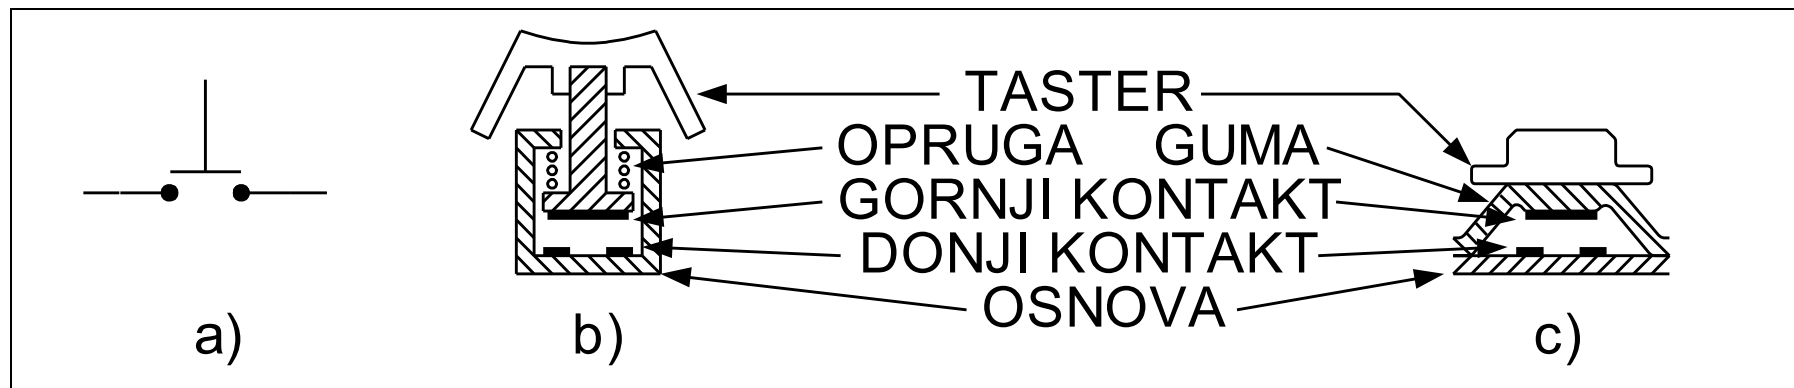 TASTER
OPRUGA GUMA
GORNJI KONTAKT
DONJI KONTAKT
OSNOVA
a) b) c)